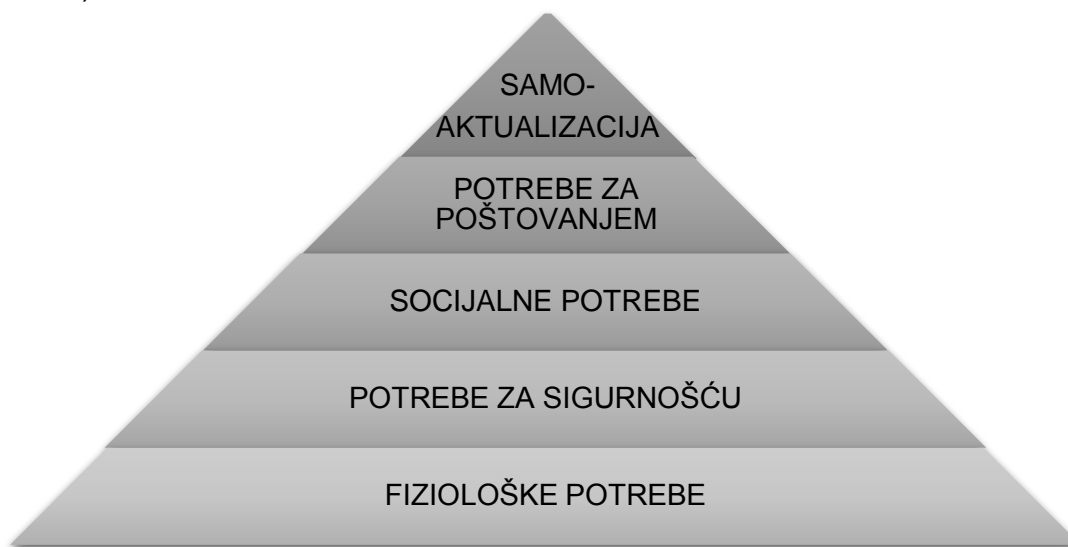 SAMO-
AKTUALIZACIJA
POTREBE ZA
POŠTOVANJEM
SOCIJALNE POTREBE
POTREBE ZA SIGURNOŠĆU
FIZIOLOŠKE POTREBE